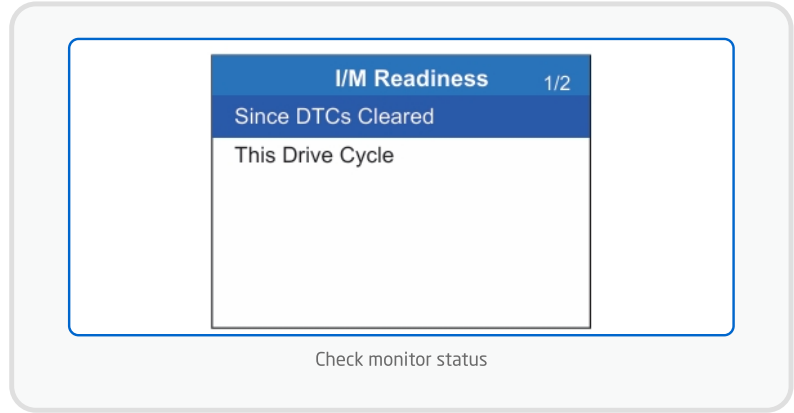 I/M Readiness 1/2
Since DTCs Cleared
This Drive Cycle
Check monitor status